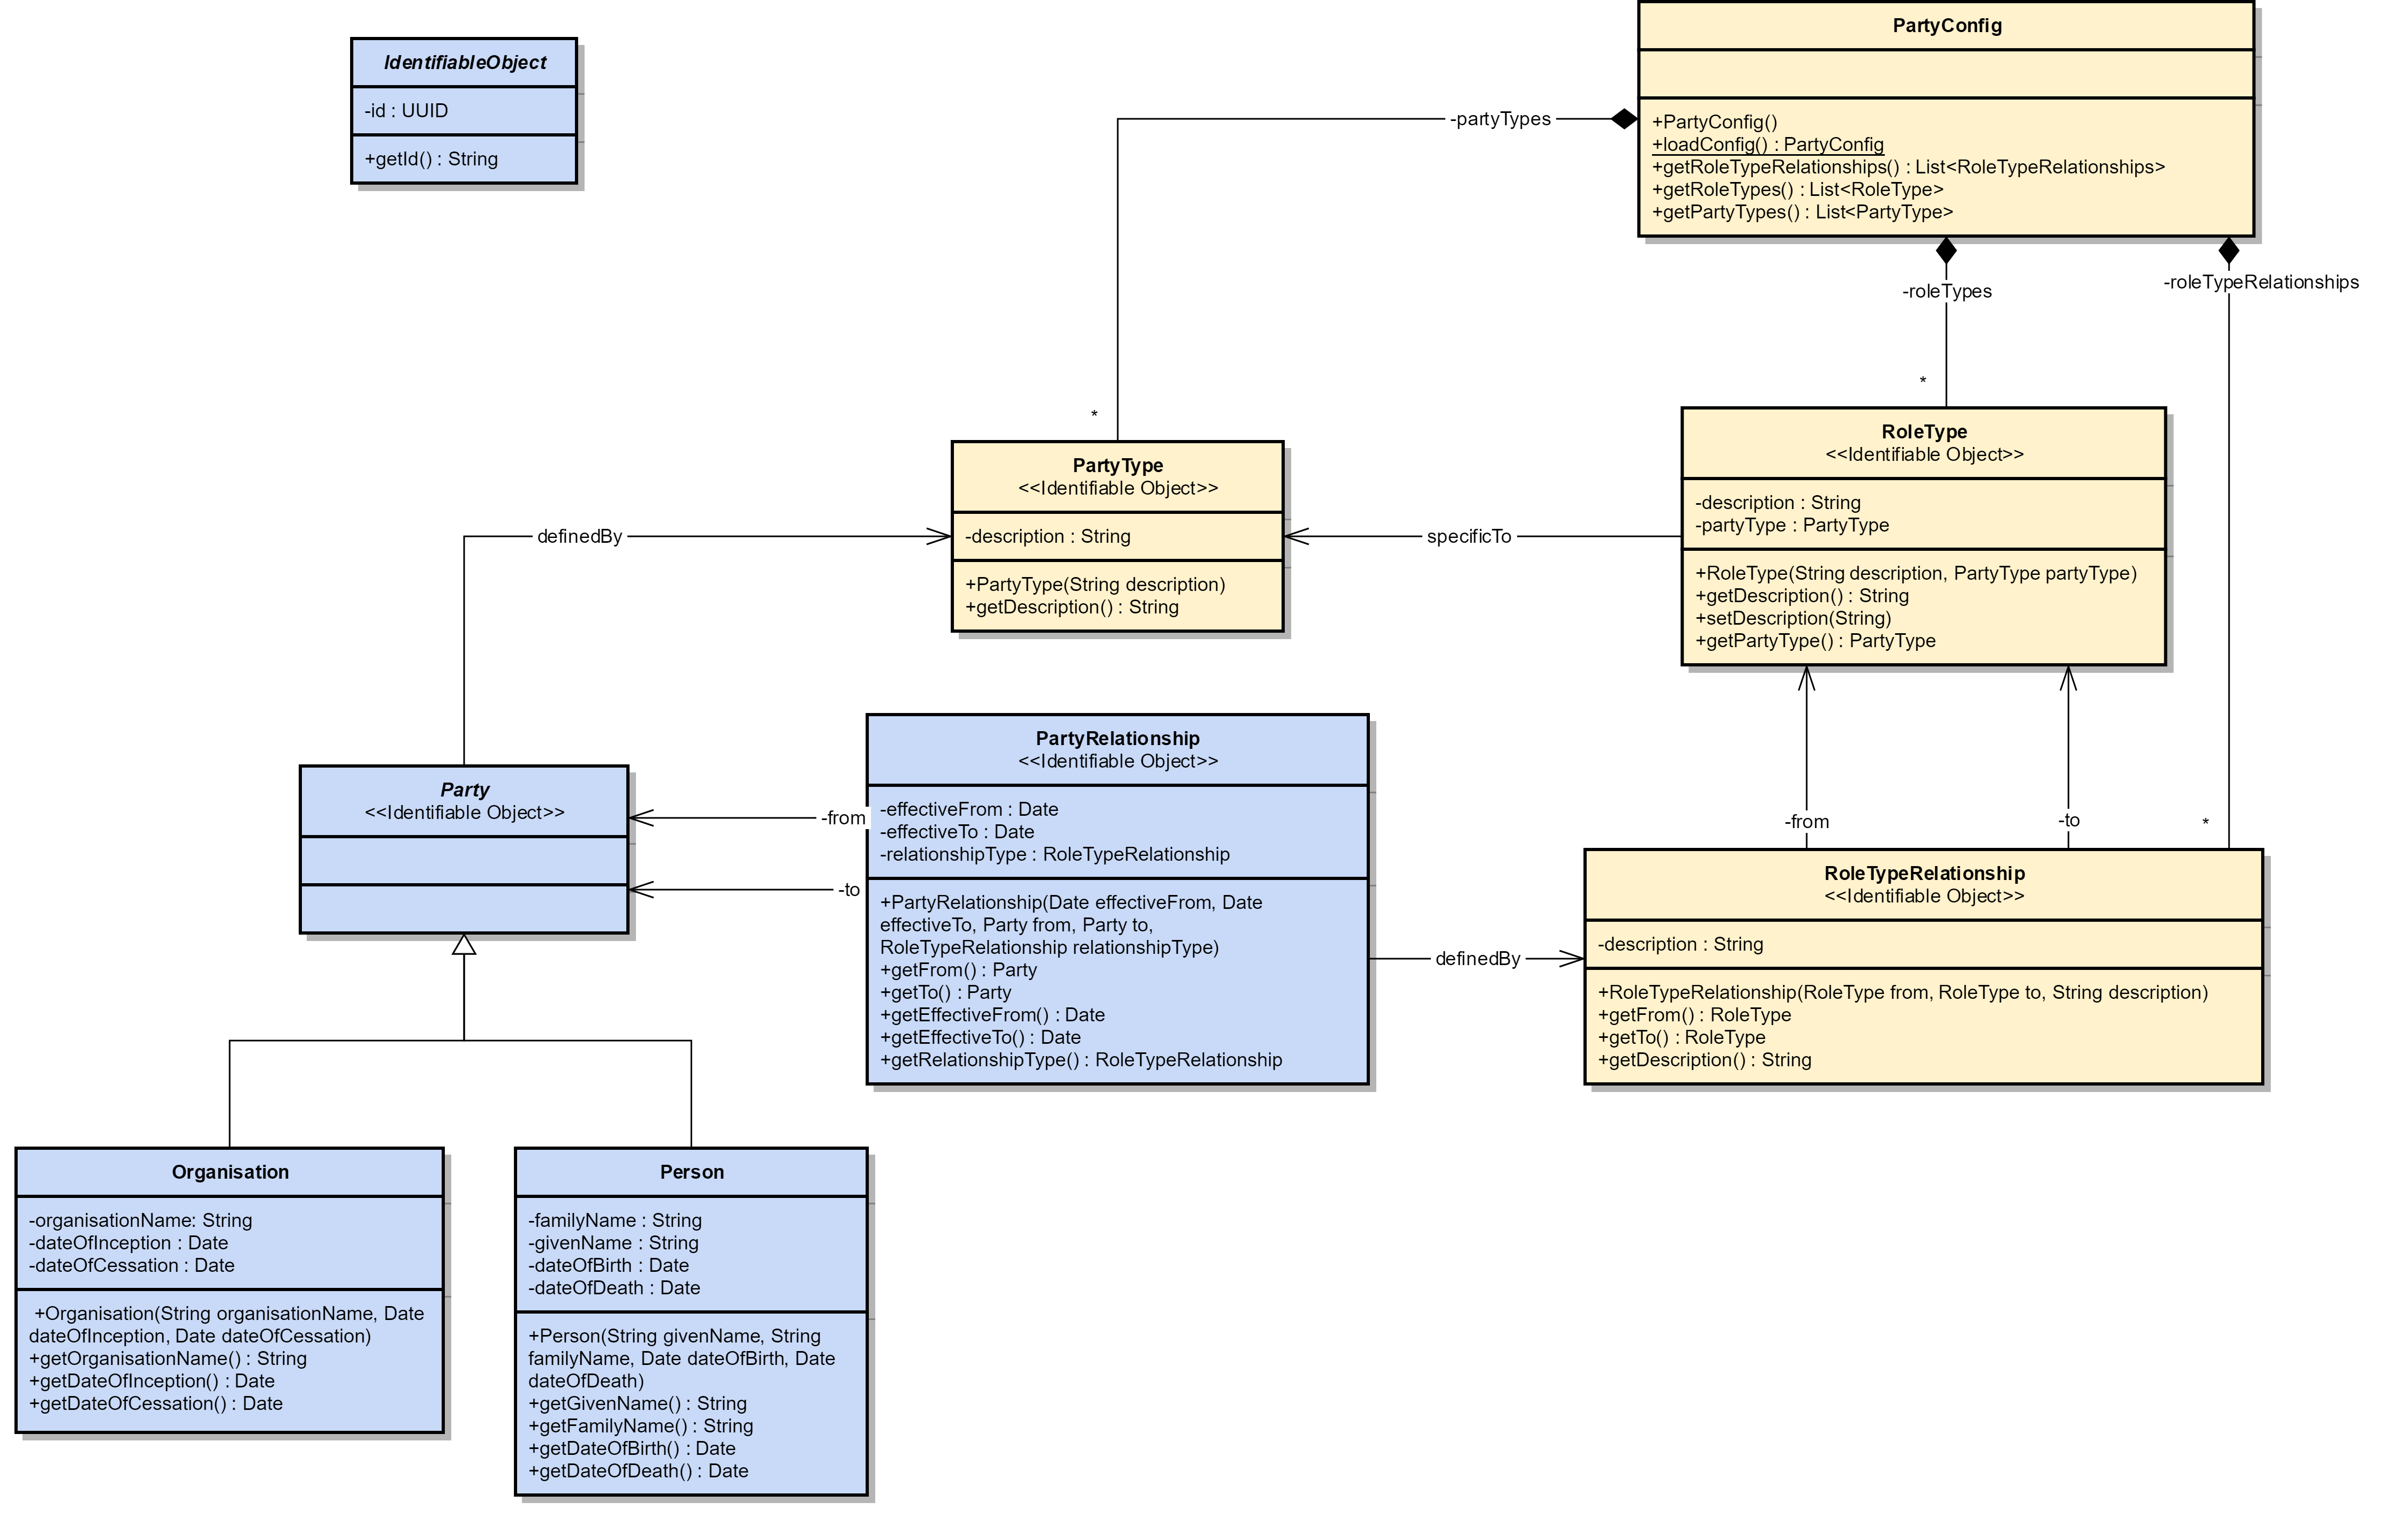 IdentifiableObject
-id : UUID
+getId() : String
PartyConfig
+PartyConfig()
+loadConfig() : PartyConfig
+getRoleTypeRelationships() : List<RoleTypeRelationships>
+getRoleTypes() : List<RoleType>
+getPartyTypes() : List<PartyType>
-partyTypes
-roleTypes
-roleTypeRelationships
*
*
PartyType
<<Identifiable Object>>
-description : String
+PartyType(String description)
+getDescription() : String
RoleType
<<Identifiable Object>>
-description : String
-partyType : PartyType
+RoleType(String description, PartyType partyType)
+getDescription() : String
+setDescription(String)
+getPartyType() : PartyType
definedBy
specificTo
Party
<<Identifiable Object>>
-from
-to
PartyRelationship
<<Identifiable Object>>
-effectiveFrom : Date
-effectiveTo : Date
-relationshipType : RoleTypeRelationship
+PartyRelationship(Date effectiveFrom, Date
effectiveTo, Party from, Party to,
RoleTypeRelationship relationshipType)
+getFrom() : Party
+getTo() : Party
+getEffectiveFrom() : Date
+getEffectiveTo() : Date
+getRelationshipType() : RoleTypeRelationship
definedBy
-from
-to
*
RoleTypeRelationship
<<Identifiable Object>>
-description : String
+RoleTypeRelationship(RoleType from, RoleType to, String description)
+getFrom() : RoleType
+getTo() : RoleType
+getDescription() : String
Organisation
-organisationName: String
-dateOfInception : Date
-dateOfCessation : Date
+Organisation(String organisationName, Date
dateOfInception, Date dateOfCessation)
+getOrganisationName() : String
+getDateOfInception() : Date
+getDateOfCessation() : Date
Person
-familyName : String
-givenName : String
-dateOfBirth : Date
-dateOfDeath : Date
+Person(String givenName, String
familyName, Date dateOfBirth, Date
dateOfDeath)
+getGivenName() : String
+getFamilyName() : String
+getDateOfBirth() : Date
+getDateOfDeath() : Date